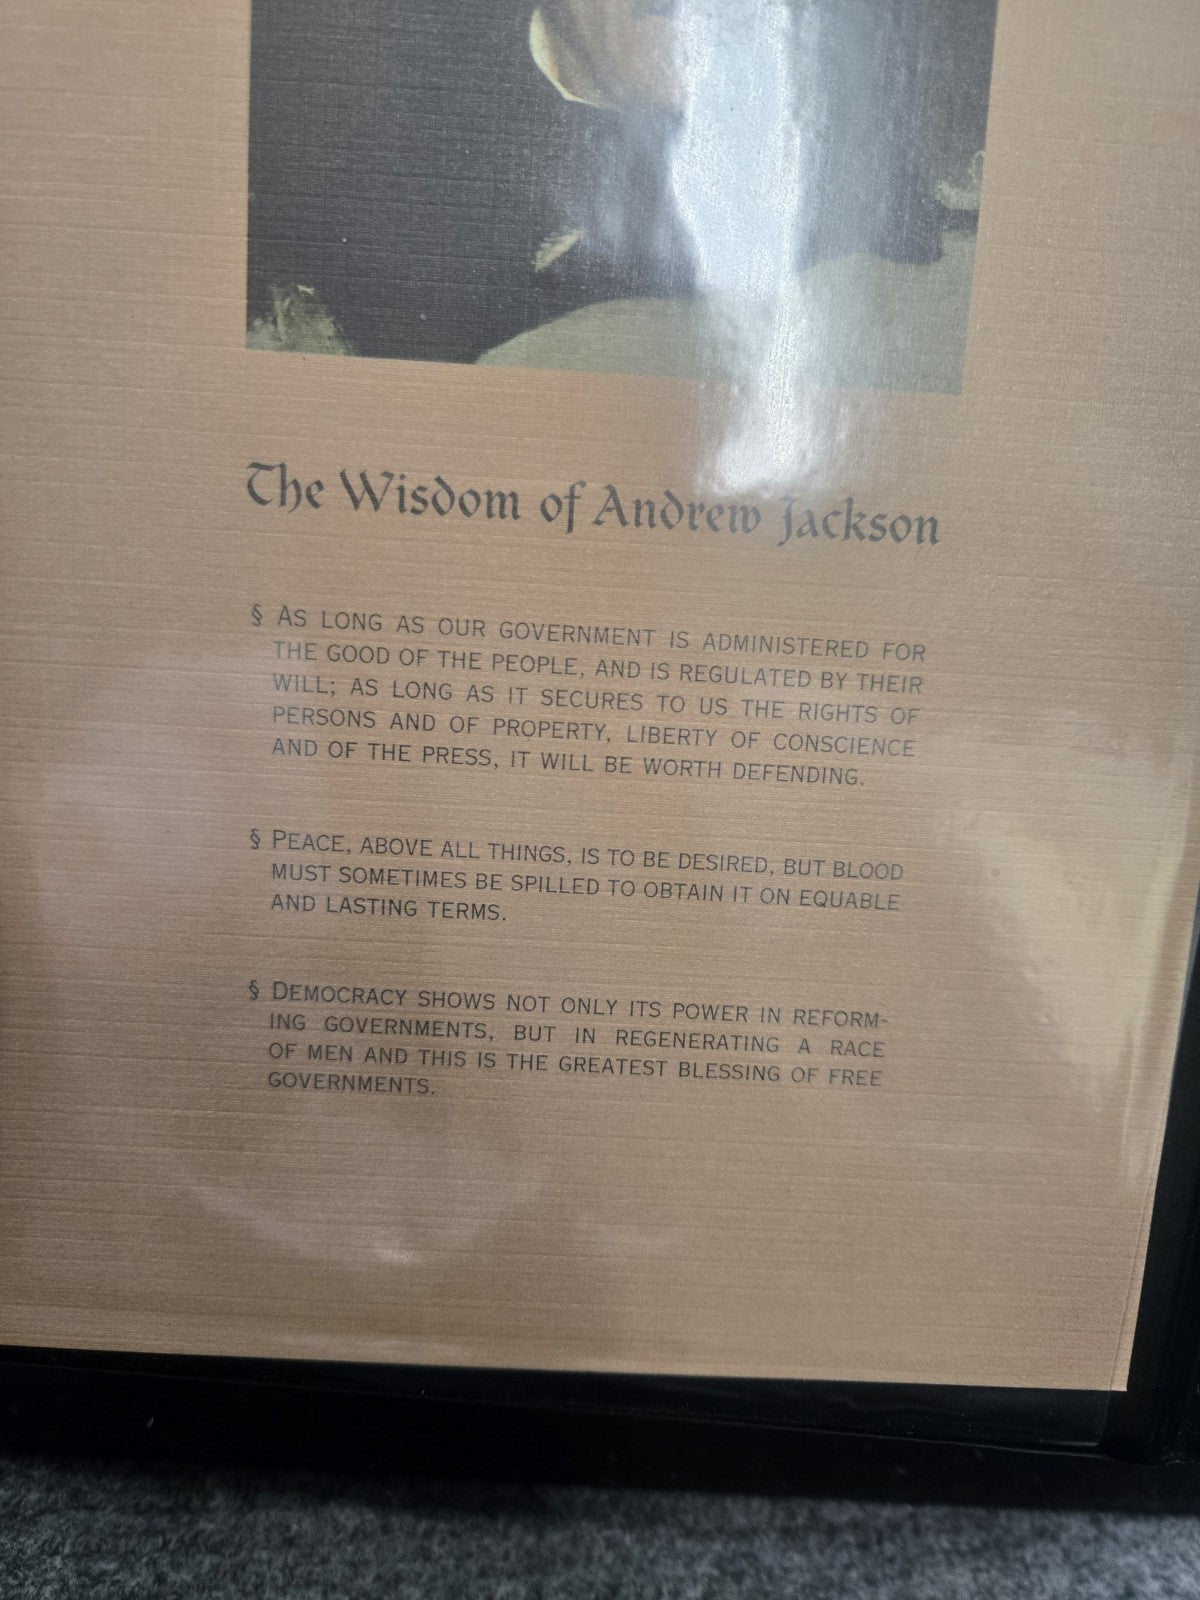 The Wisdom of Andrew Jackson
§ AS LONG AS OUR GOVERNMENT IS ADMINISTERED FOR
THE GOOD OF THE PEOPLE, AND IS REGULATED BY THEIR
WILL; AS LONG AS IT SECURES TO US THE RIGHTS OF
PERSONS AND OF PROPERTY, LIBERTY OF CONSCIENCE
AND OF THE PRESS, IT WILL BE WORTH DEFENDING.
§ PEACE, ABOVE ALL THINGS, IS TO BE DESIRED, BUT BLOOD
MUST SOMETIMES BE SPILLED TO OBTAIN IT ON EQUABLE
AND LASTING TERMS.
§ DEMOCRACY SHOWS NOT ONLY ITS POWER IN REFORM-
ING GOVERNMENTS, BUT IN REGENERATING A RACE
OF MEN AND THIS IS THE GREATEST BLESSING OF FREE
GOVERNMENTS.